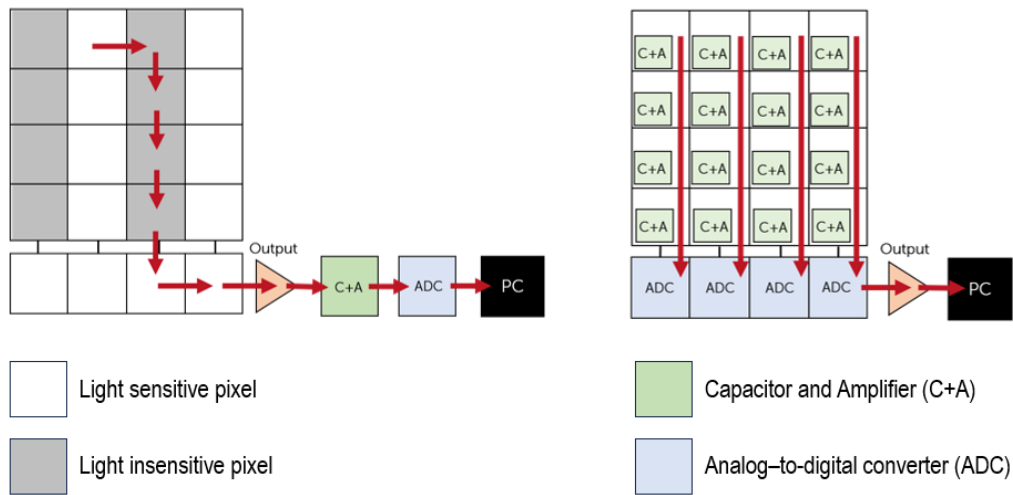 C+A C+A C+A C+A
C+A C+A C+A C+A
C+A C+A C+A C+A
C+A C+A C+A C+A
Output
C+A
ADC
PC
ADC ADC ADC ADC
Output
PC
Light sensitive pixel
Capacitor and Amplifier (C+A)
Light insensitive pixel
Analog–to-digital converter (ADC)